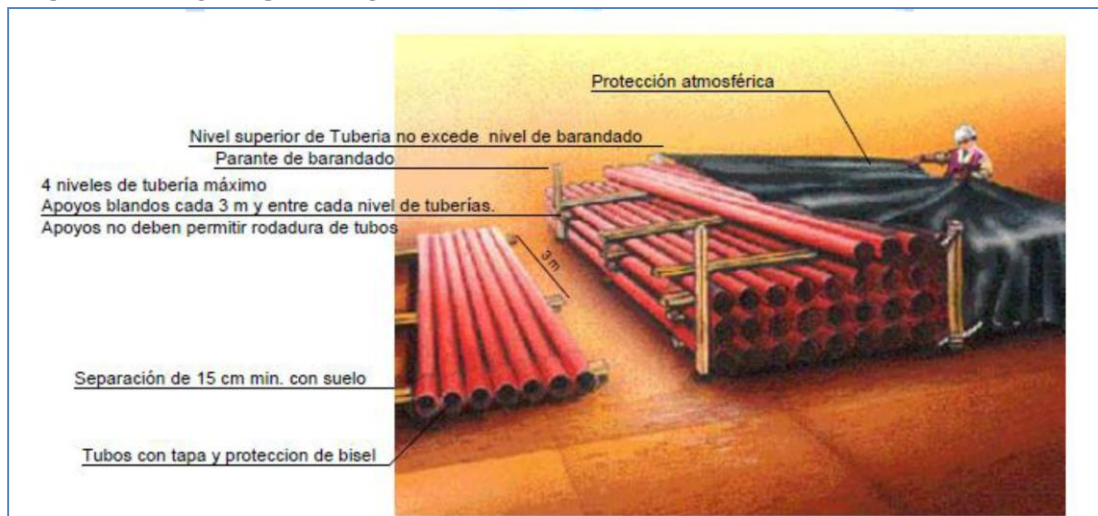 Protección atmosférica
Nivel superior de Tuberia no excede nivel de barandado
Parante de barandado
4 niveles de tubería máximo
Apoyos blandos cada 3 m y entre cada nivel de tuberías.
Apoyos no deben permitir rodadura de tubos
3 m
Separación de 15 cm min. con suelo
Tubos con tapa y proteccion de bisel